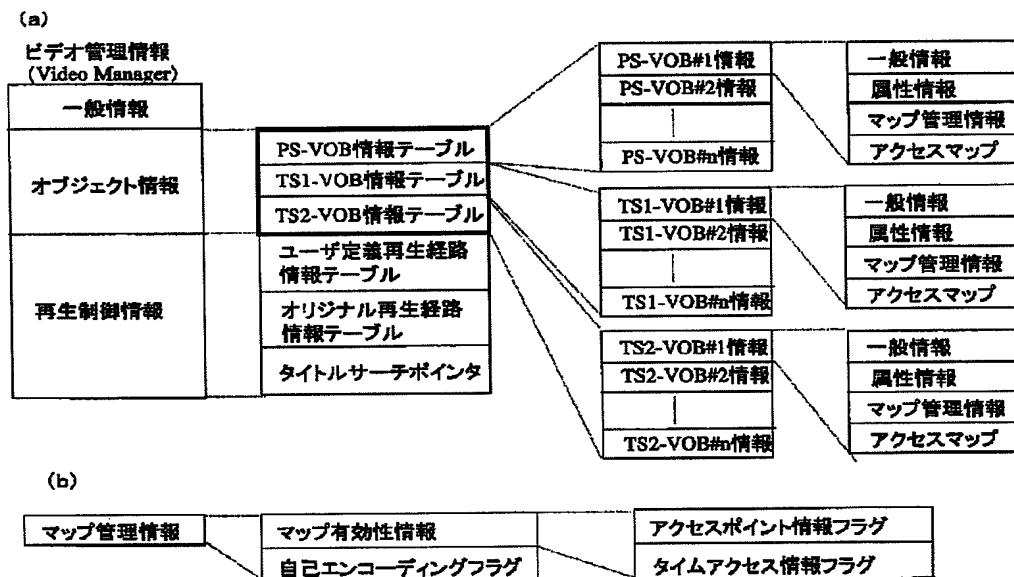 (a)
ビデオ管理情報
(Video Manager)
一般情報
オブジェクト情報
再生制御情報
PS-VOB情報テーブル
TS1-VOB情報テーブル
TS2-VOB情報テーブル
ユーザ定義再生経路
情報テーブル
オリジナル再生経路
情報テーブル
タイトルサーチポインタ
PS-VOB#1情報
PS-VOB#2情報
PS-VOB#n情報
一般情報
属性情報
マップ管理情報
アクセスマップ
TS1-VOB#1情報
TS1-VOB#2情報
TS1-VOB#n情報
一般情報
属性情報
マップ管理情報
アクセスマップ
TS2-VOB#1情報
TS2-VOB#2情報
TS2-VOB#n情報
一般情報
属性情報
マップ管理情報
アクセスマップ
(b)
マップ管理情報
マップ有効性情報
自己エンコーディングフラグ
アクセスポイント情報フラグ
タイムアクセス情報フラグ